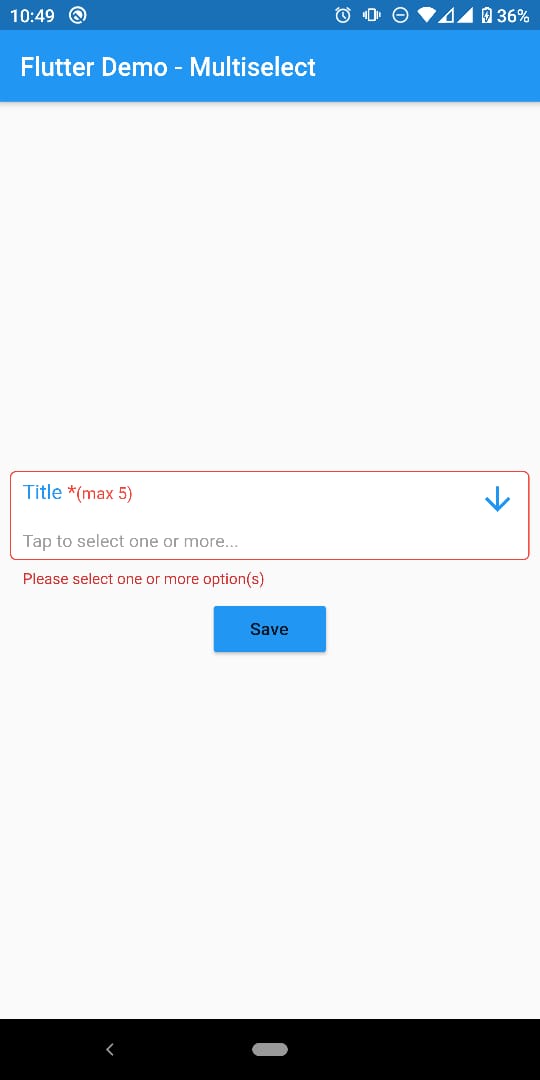 10:49 36%
Flutter Demo - Multiselect
Title *(max 5)
Tap to select one or more...
Please select one or more option(s)
Save